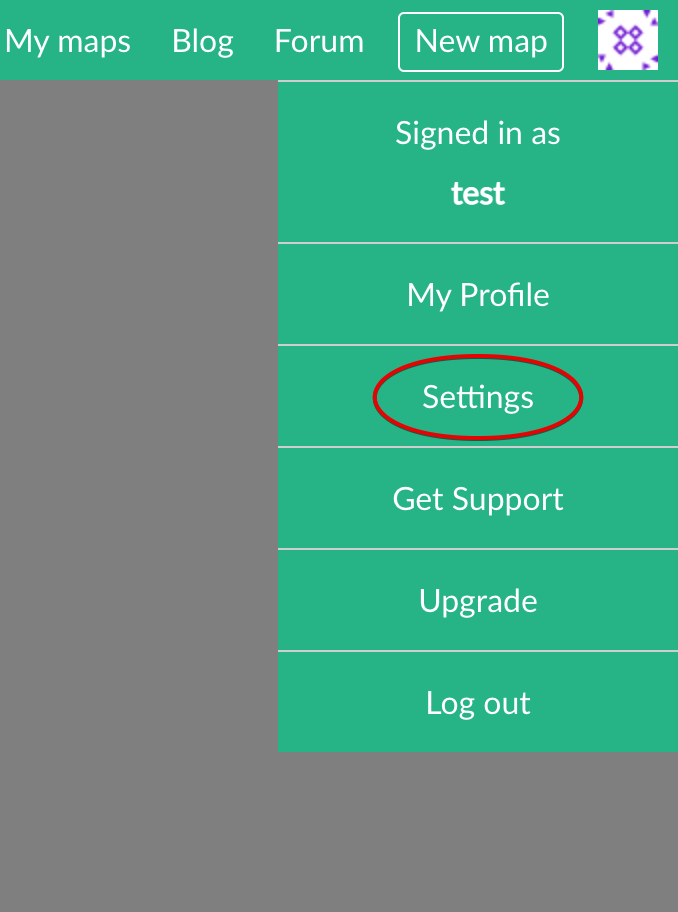 My maps Blog Forum New map
Signed in as
test
My Profile
Settings
Get Support
Upgrade
Log out